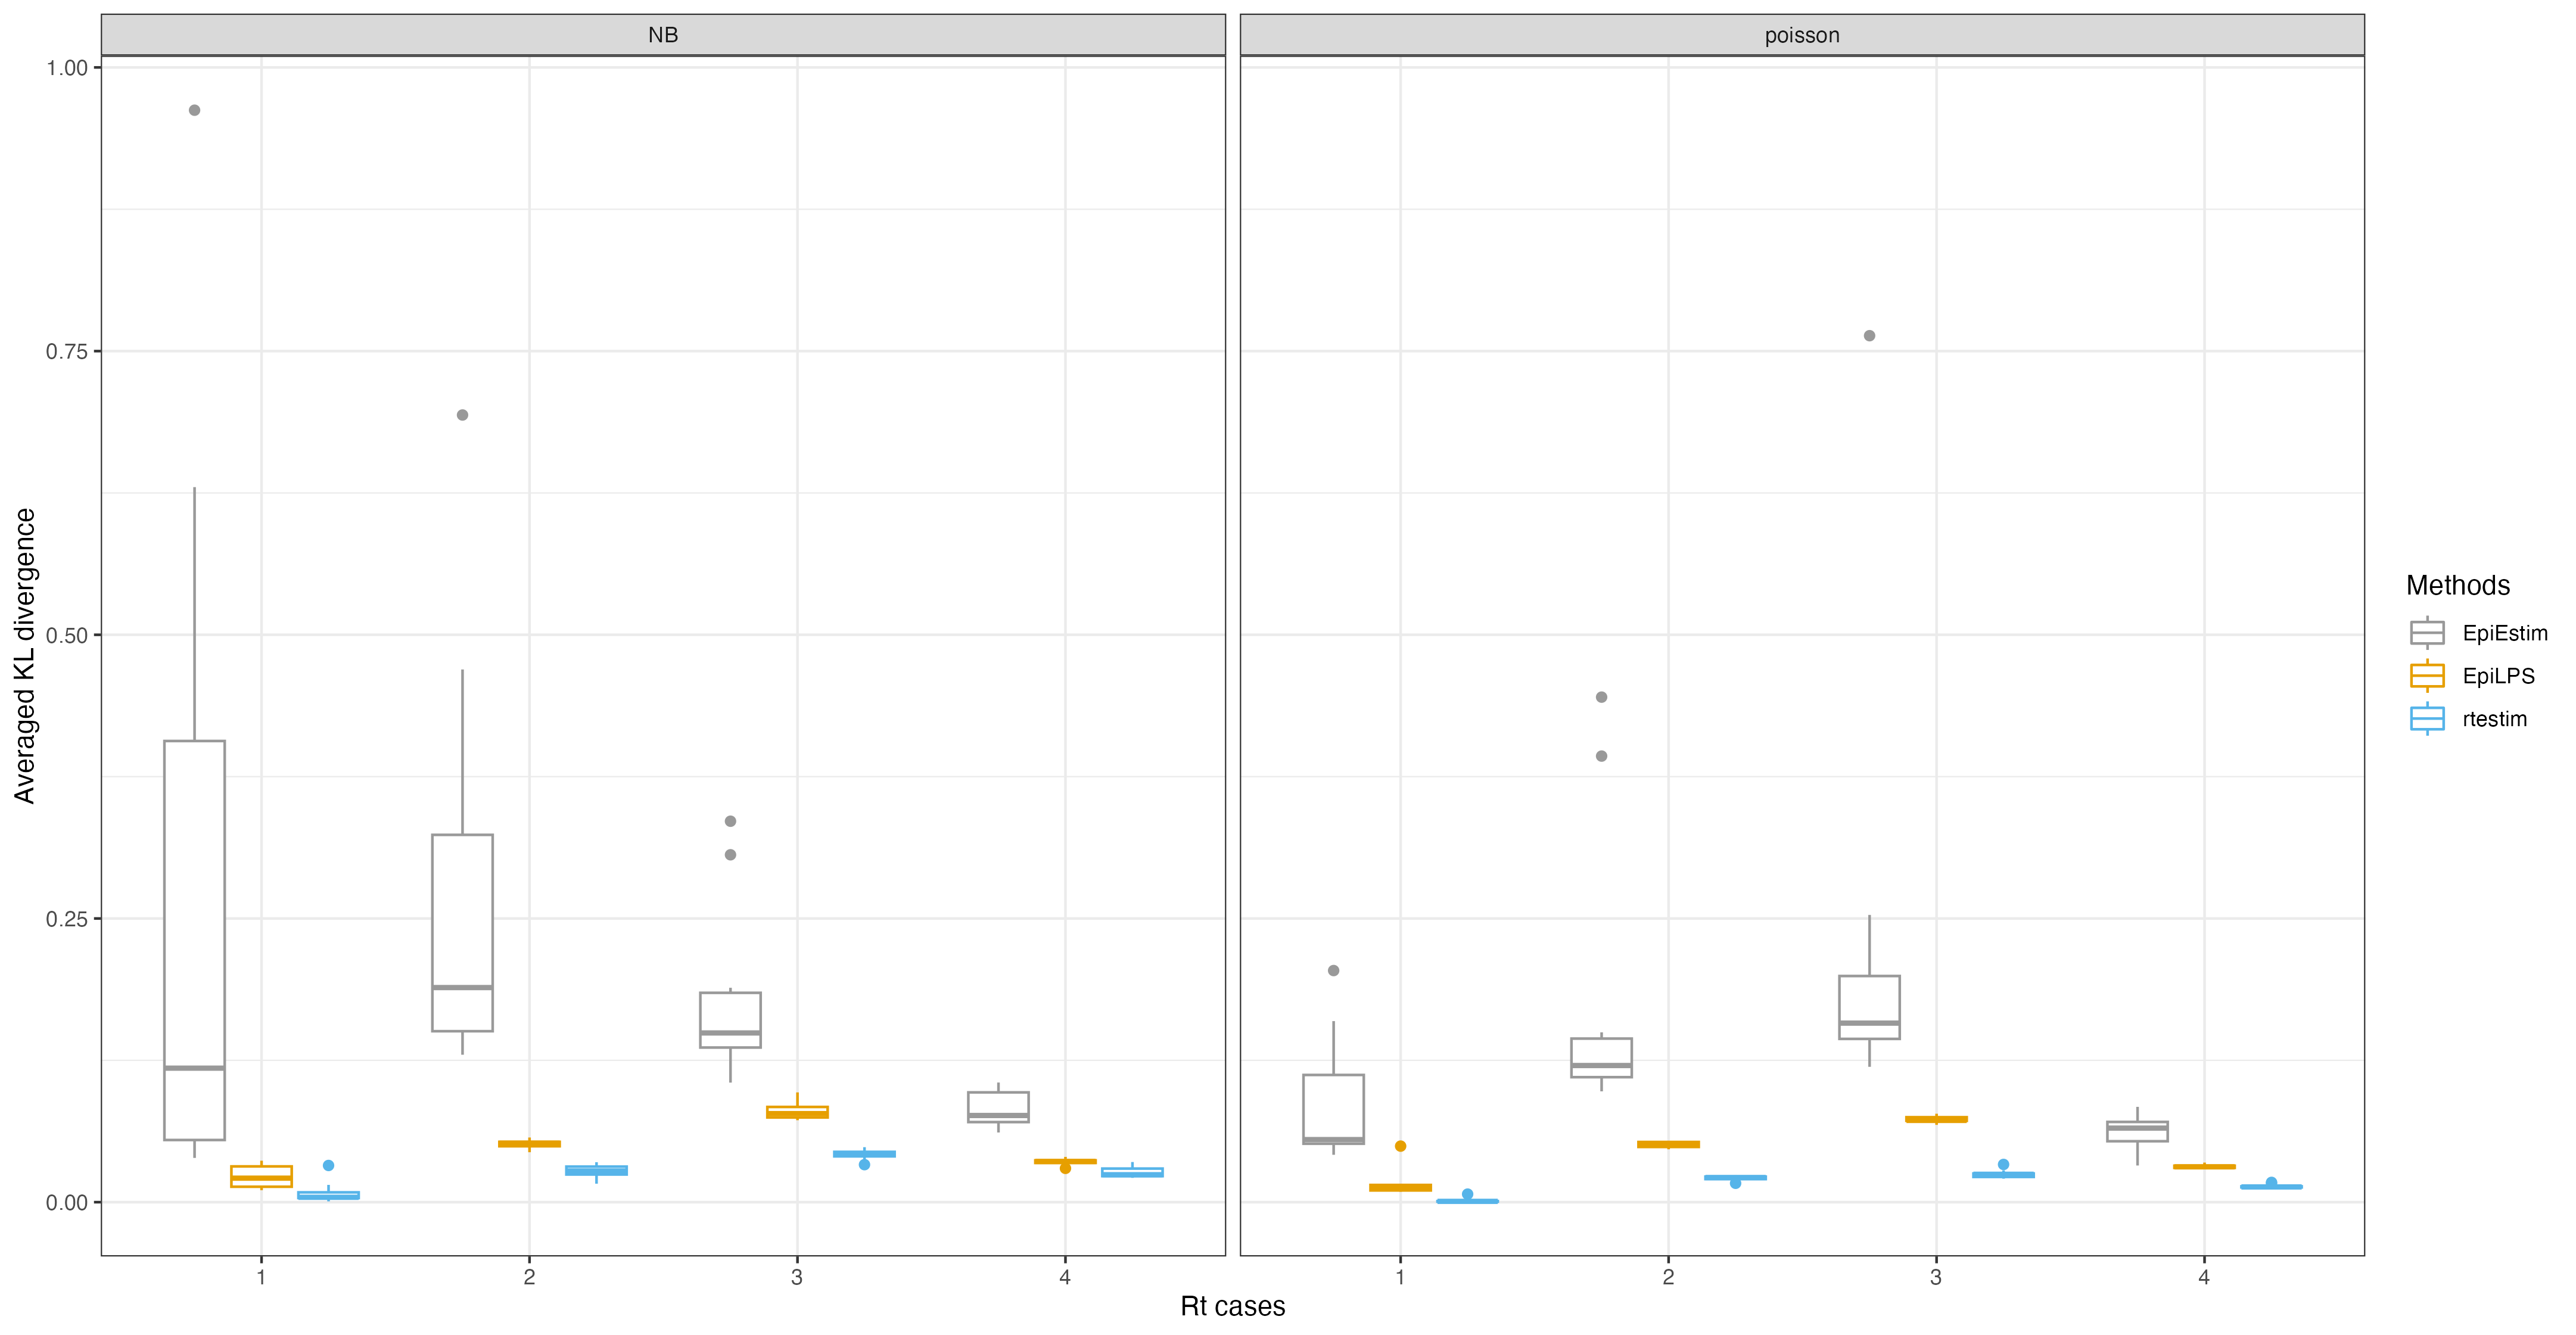 NB
poisson
1.00
0.75
0.50
0.25
0.00
Averaged KL divergence
1 2 3 4 1 2 3 4
Rt cases
Methods
EpiEstim
EpiLPS
rtestim